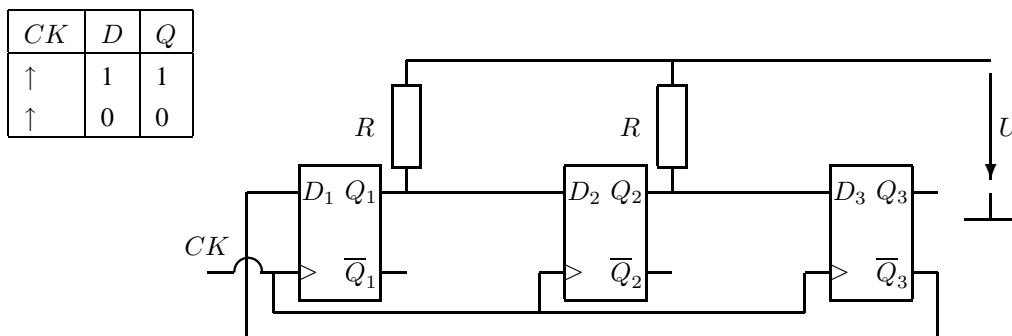 CK D Q
↑ 1 1
↑ 0 0
R R U
D₁ Q₁ D₂ Q₂ D₃ Q₃
CK
Q̅₁ Q̅₂ Q̅₃